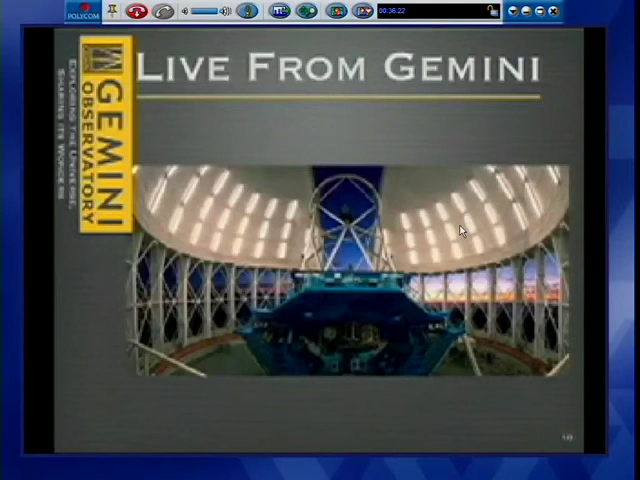 POLYCOM
00:36:22
LIVE FROM GEMINI
GEMINI
OBSERVATORY
EXPLORING THE UNIVERSE,
SHARING ITS WONDERS